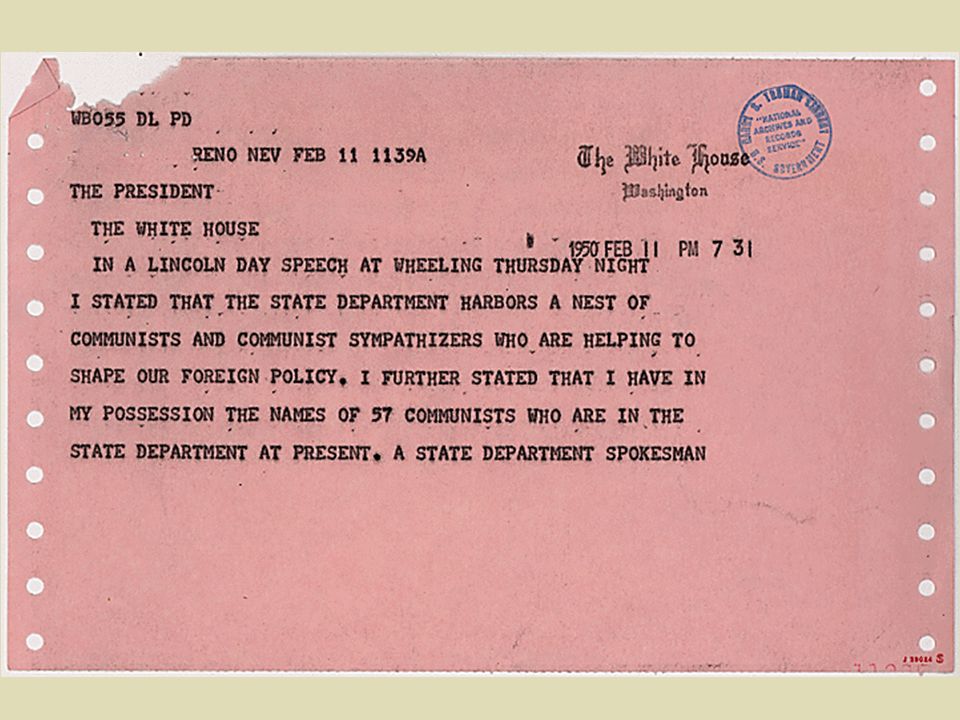 WB055 DL PD
RENO NEV FEB 11 1139A
The White House
Washington
HARRY S. TRUMAN LIBRARY
"NATIONAL
ARCHIVES AND
RECORDS
SERVICE"
U.S. GOVERNMENT
THE PRESIDENT
THE WHITE HOUSE
1950 FEB 11 PM 7 31
IN A LINCOLN DAY SPEECH AT WHEELING THURSDAY NIGHT
I STATED THAT THE STATE DEPARTMENT HARBORS A NEST OF
COMMUNISTS AND COMMUNIST SYMPATHIZERS WHO ARE HELPING TO
SHAPE OUR FOREIGN POLICY. I FURTHER STATED THAT I HAVE IN
MY POSSESSION THE NAMES OF 57 COMMUNISTS WHO ARE IN THE
STATE DEPARTMENT AT PRESENT. A STATE DEPARTMENT SPOKESMAN